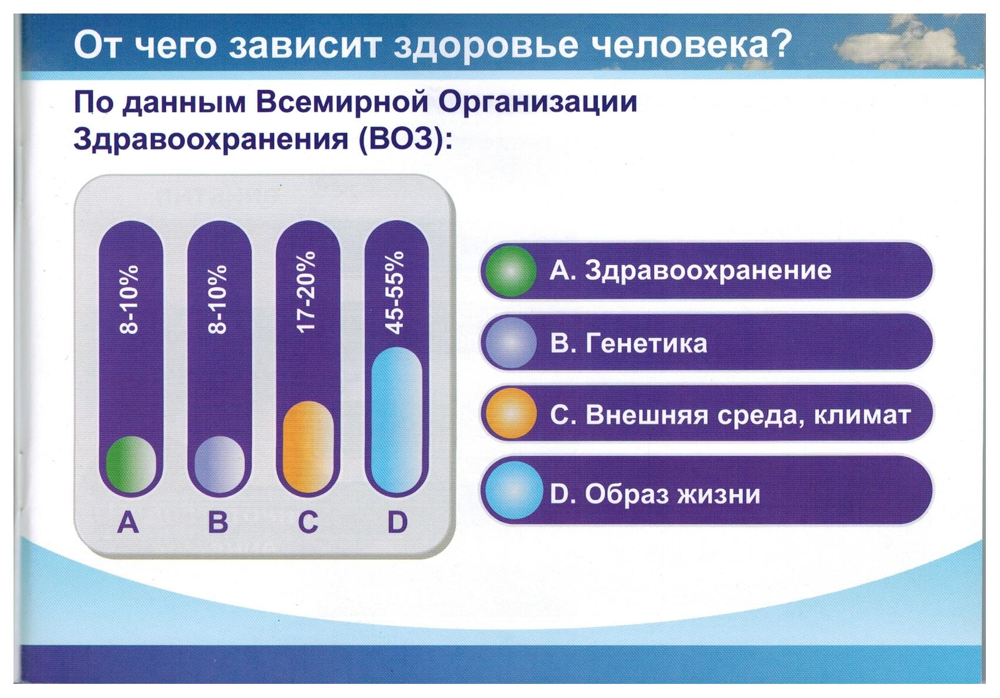 От чего зависит здоровье человека?
По данным Всемирной Организации
Здравоохранения (ВОЗ):
8-10%
8-10%
17-20%
45-55%
A
B
C
D
A. Здравоохранение
B. Генетика
C. Внешняя среда, климат
D. Образ жизни